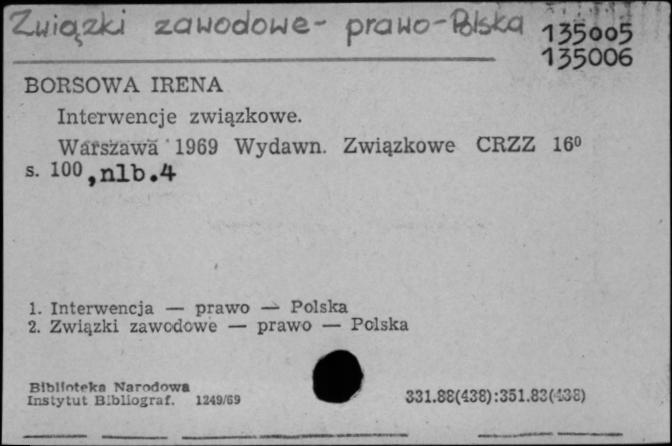 Związki zawodowe - prawo - Polska
135005
135006
BORSOWA IRENA
Interwencje związkowe.
Warszawa 1969 Wydawn. Związkowe CRZZ 16⁰
s. 100, nlb. 4
1. Interwencja — prawo — Polska
2. Związki zawodowe — prawo — Polska
Biblioteka Narodowa
Instytut Bibliograf. 1249/69
331.88(438):351.83(438)